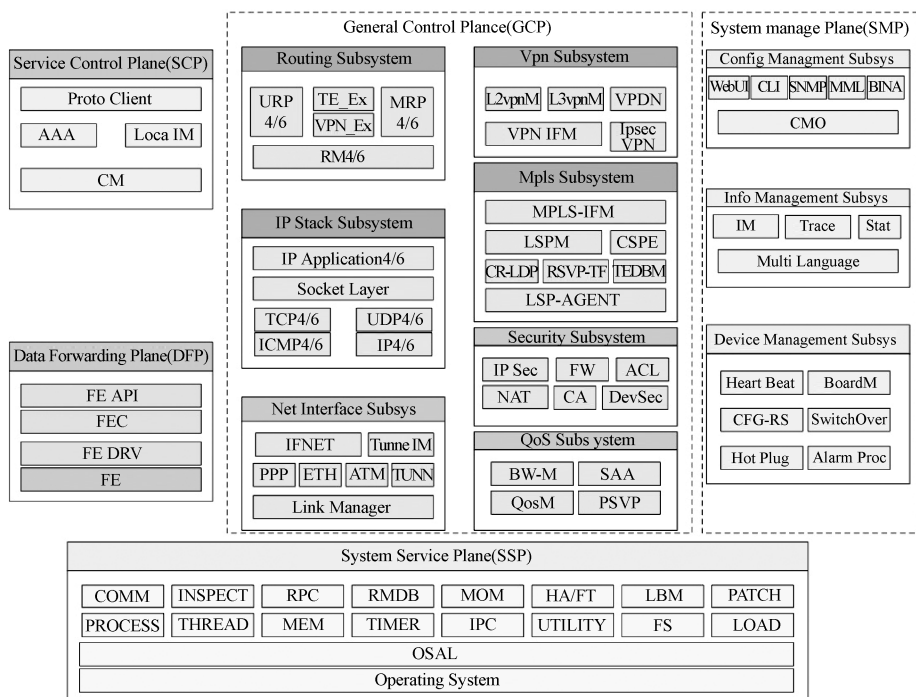 General Control Plance(GCP)
System manage Plane(SMP)
Service Control Plane(SCP)
Proto Client
AAA
Loca IM
CM
Data Forwarding Plane(DFP)
FE API
FEC
FE DRV
FE
Routing Subsystem
URP
4/6
TE_Ex
VPN_Ex
MRP
4/6
RM4/6
IP Stack Subsystem
IP Application4/6
Socket Layer
TCP4/6
UDP4/6
ICMP4/6
IP4/6
Net Interface Subsys
IFNET
Tunne IM
PPP
ETH
ATM
TUNN
Link Manager
Vpn Subsystem
L2vpnM
L3vpnM
VPDN
VPN IFM
Ipsec
VPN
Mpls Subsystem
MPLS-IFM
LSPM
CSPE
CR-LDP
RSVP-TF
TEDBM
LSP-AGENT
Security Subsystem
IP Sec
FW
ACL
NAT
CA
DevSec
QoS Subs ystem
BW-M
SAA
QosM
PSVP
Config Managment Subsys
WebUI
CLI
SNMP
MML
BINA
CMO
Info Management Subsys
IM
Trace
Stat
Multi Language
Device Management Subsys
Heart Beat
BoardM
CFG-RS
SwitchOver
Hot Plug
Alarm Proc
System Service Plane(SSP)
COMM
INSPECT
RPC
RMDB
MOM
HA/FT
LBM
PATCH
PROCESS
THREAD
MEM
TIMER
IPC
UTILITY
FS
LOAD
OSAL
Operating System